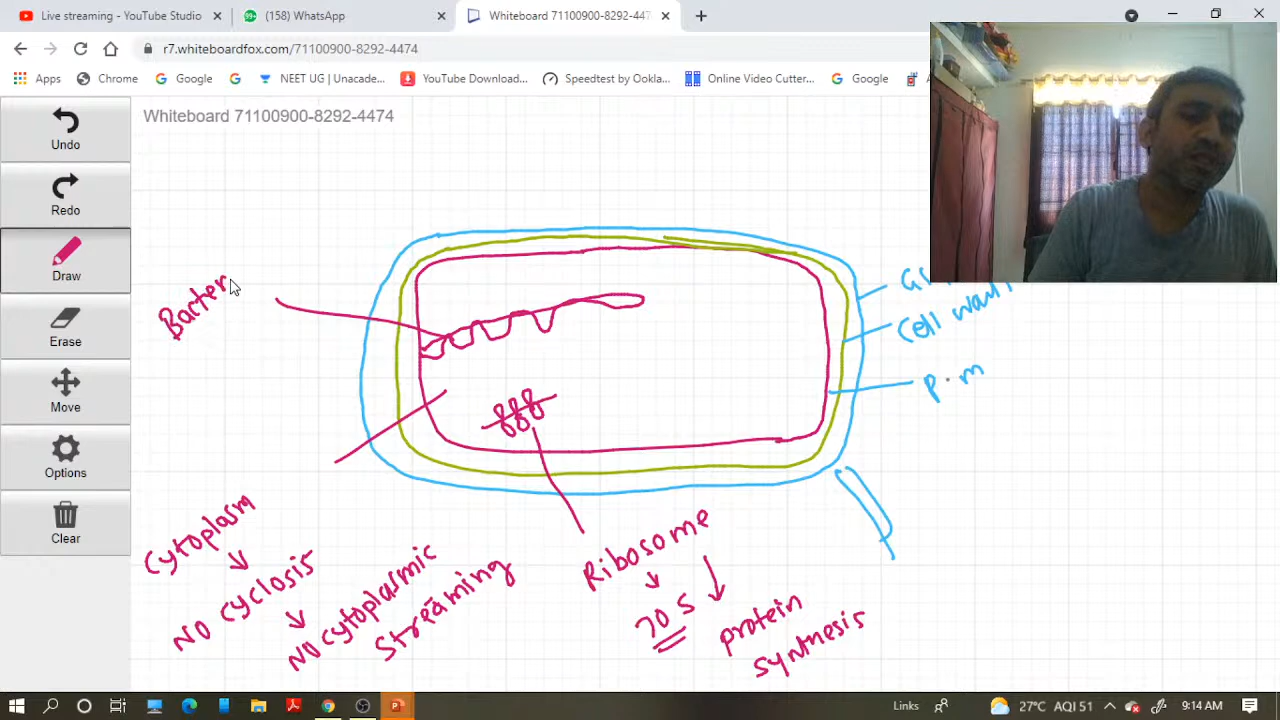 Live streaming - YouTube Studio
(158) WhatsApp
Whiteboard 71100900-8292-4474
r7.whiteboardfox.com/71100900-8292-4474
Apps
Chrome
Google
NEET UG | Unacade...
YouTube Download...
Speedtest by Ookla...
Online Video Cutter...
Google
Undo
Redo
Draw
Erase
Move
Options
Clear
Whiteboard 71100900-8292-4474
Bacter
Cell wall
P.m
Cytoplasm
NO cyclosis
NO cytoplasmic
Streaming
Ribosome
70 S
protein
synthesis
Links
27°C AQI 51
9:14 AM